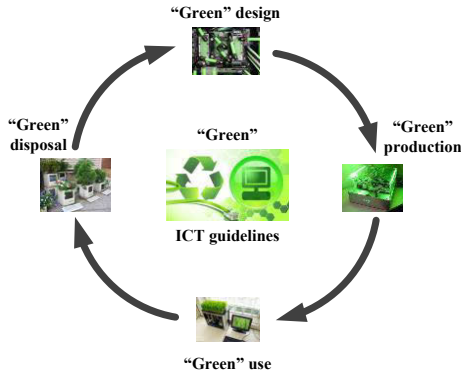 “Green” design
“Green”
production
“Green” use
“Green”
disposal
“Green”
ICT guidelines